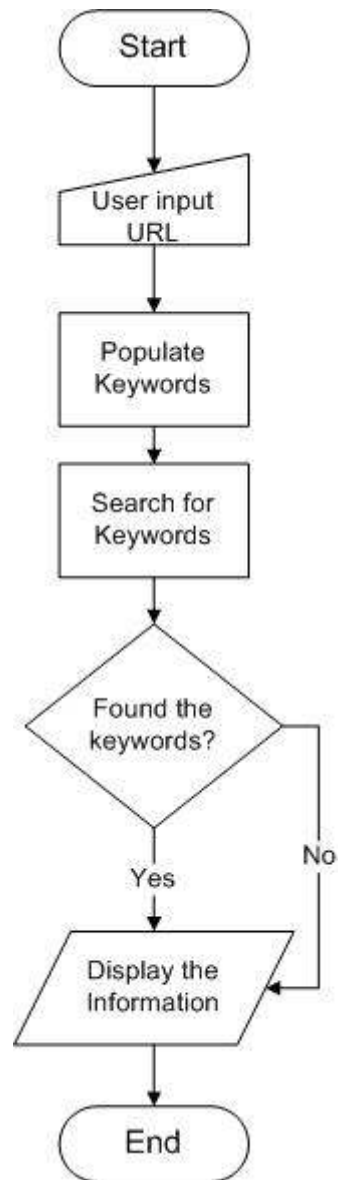 Start
User input
URL
Populate
Keywords
Search for
Keywords
Found the
keywords?
Yes
No
Display the
Information
End